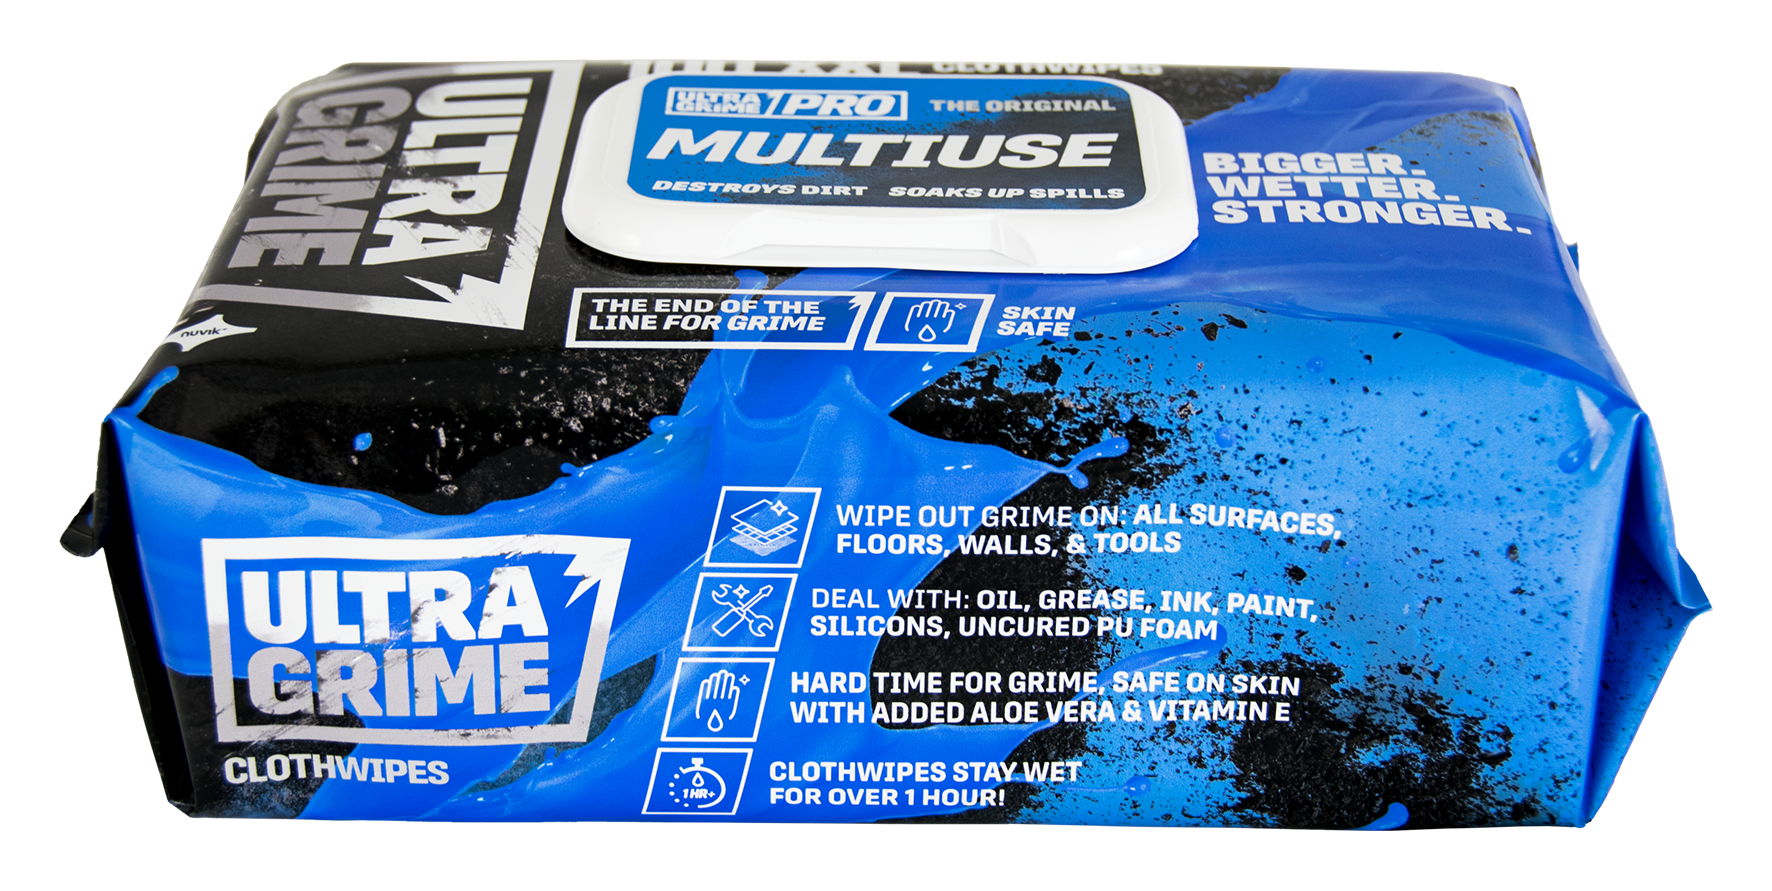 CLOTHWIPES
ULTRA
GRIME
nuvik™
ULTRA
GRIME
PRO
THE ORIGINAL
MULTIUSE
DESTROYS DIRT SOAKS UP SPILLS
BIGGER.
WETTER.
STRONGER.
THE END OF THE
LINE FOR GRIME
SKIN
SAFE
ULTRA
GRIME
CLOTHWIPES
WIPE OUT GRIME ON: ALL SURFACES,
FLOORS, WALLS, & TOOLS
DEAL WITH: OIL, GREASE, INK, PAINT,
SILICONS, UNCURED PU FOAM
HARD TIME FOR GRIME, SAFE ON SKIN
WITH ADDED ALOE VERA & VITAMIN E
1HR+
CLOTHWIPES STAY WET
FOR OVER 1 HOUR!